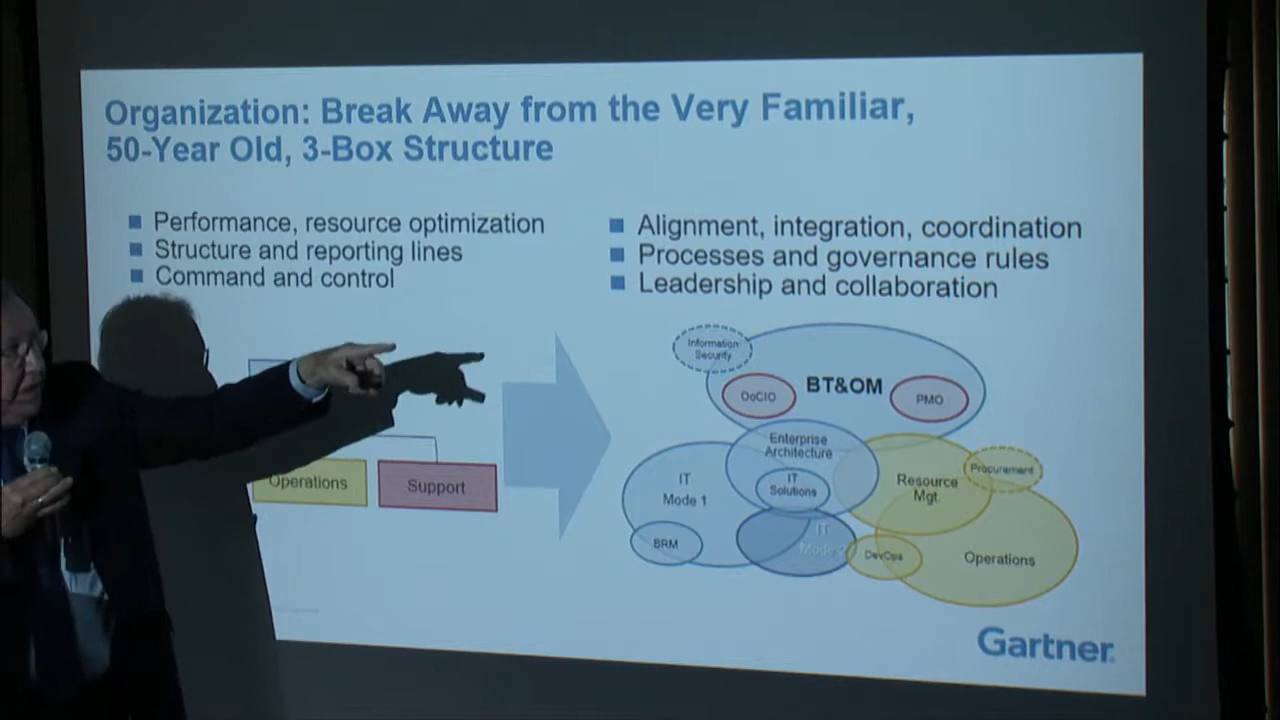 Organization: Break Away from the Very Familiar,
50-Year Old, 3-Box Structure
Performance, resource optimization
Structure and reporting lines
Command and control
Alignment, integration, coordination
Processes and governance rules
Leadership and collaboration
Operations
Support
Information
Security
BT&OM
OoCIO
PMO
Enterprise
Architecture
IT
Mode 1
IT
Solutions
Resource
Mgt.
Procurement
BRM
IT
Mode
DevOps
Operations
Gartner.